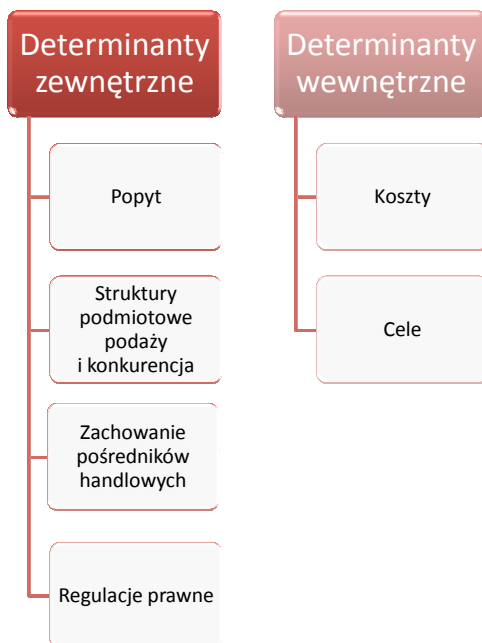 Determinanty
zewnętrzne
Popyt
Struktury
podmiotowe
podaży
i konkurencja
Zachowanie
pośredników
handlowych
Regulacje prawne
Determinanty
wewnętrzne
Koszty
Cele